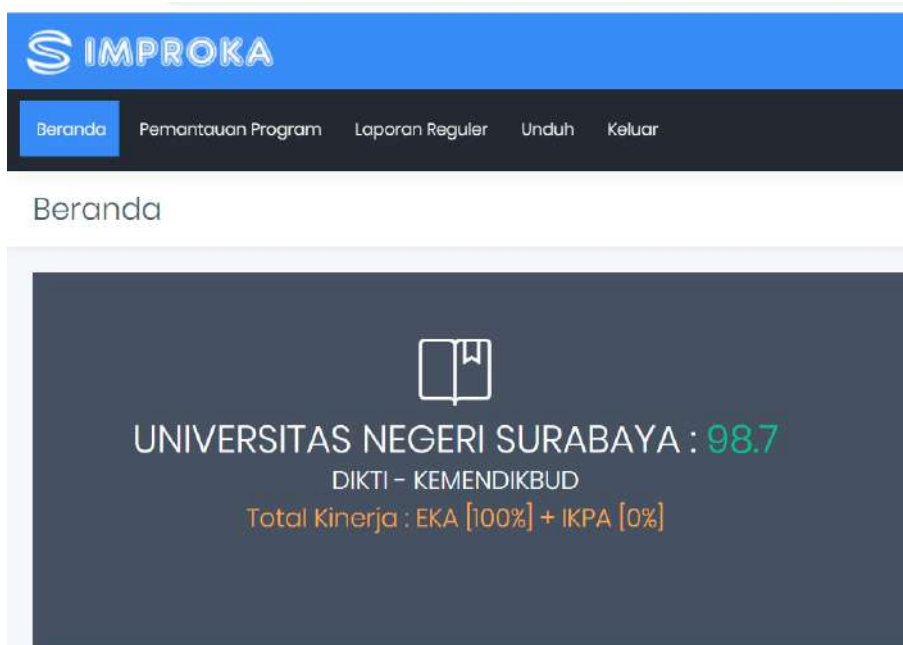 SIMPROKA
Beranda Pemantauan Program Laporan Reguler Unduh Keluar
Beranda
UNIVERSITAS NEGERI SURABAYA : 98.7
DIKTI - KEMENDIKBUD
Total Kinerja : EKA [100%] + IKPA [0%]